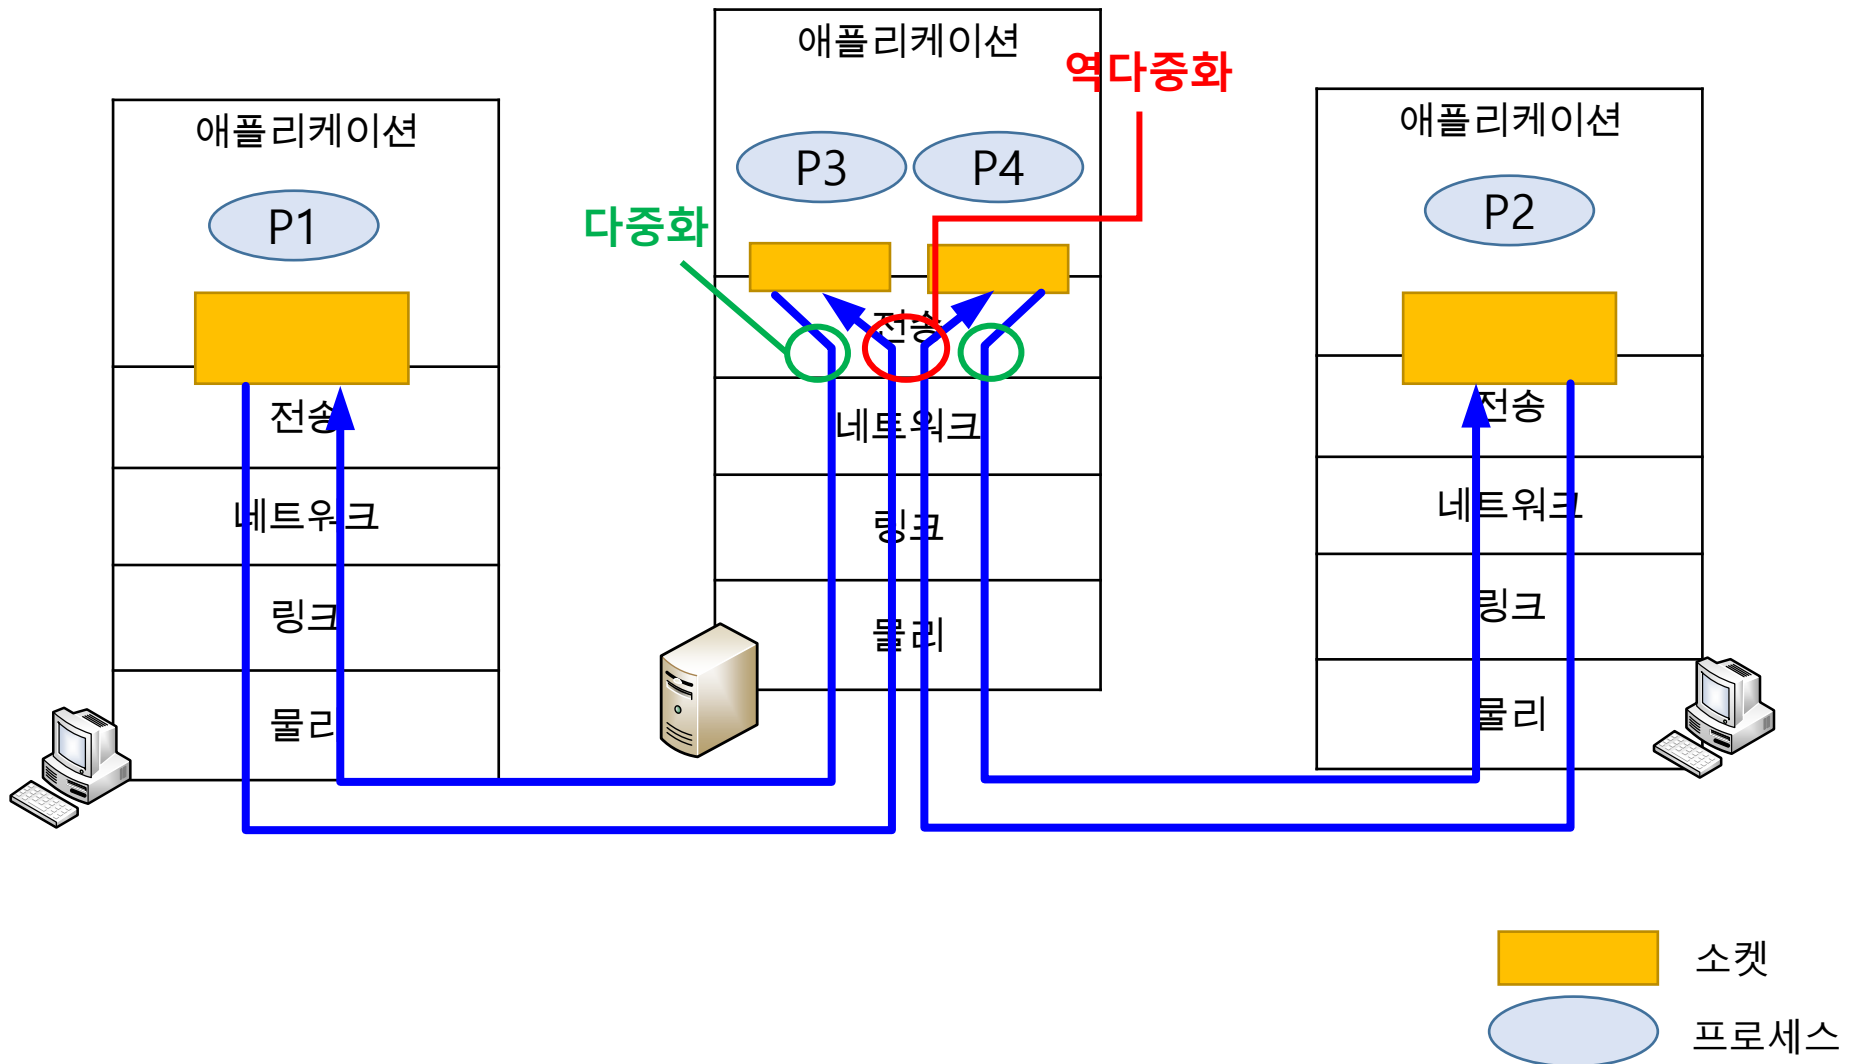 애플리케이션
P1
전송
네트워크
링크
물리
다중화
애플리케이션
역다중화
P3
P4
전송
네트워크
링크
물리
애플리케이션
P2
전송
네트워크
링크
물리
소켓
프로세스